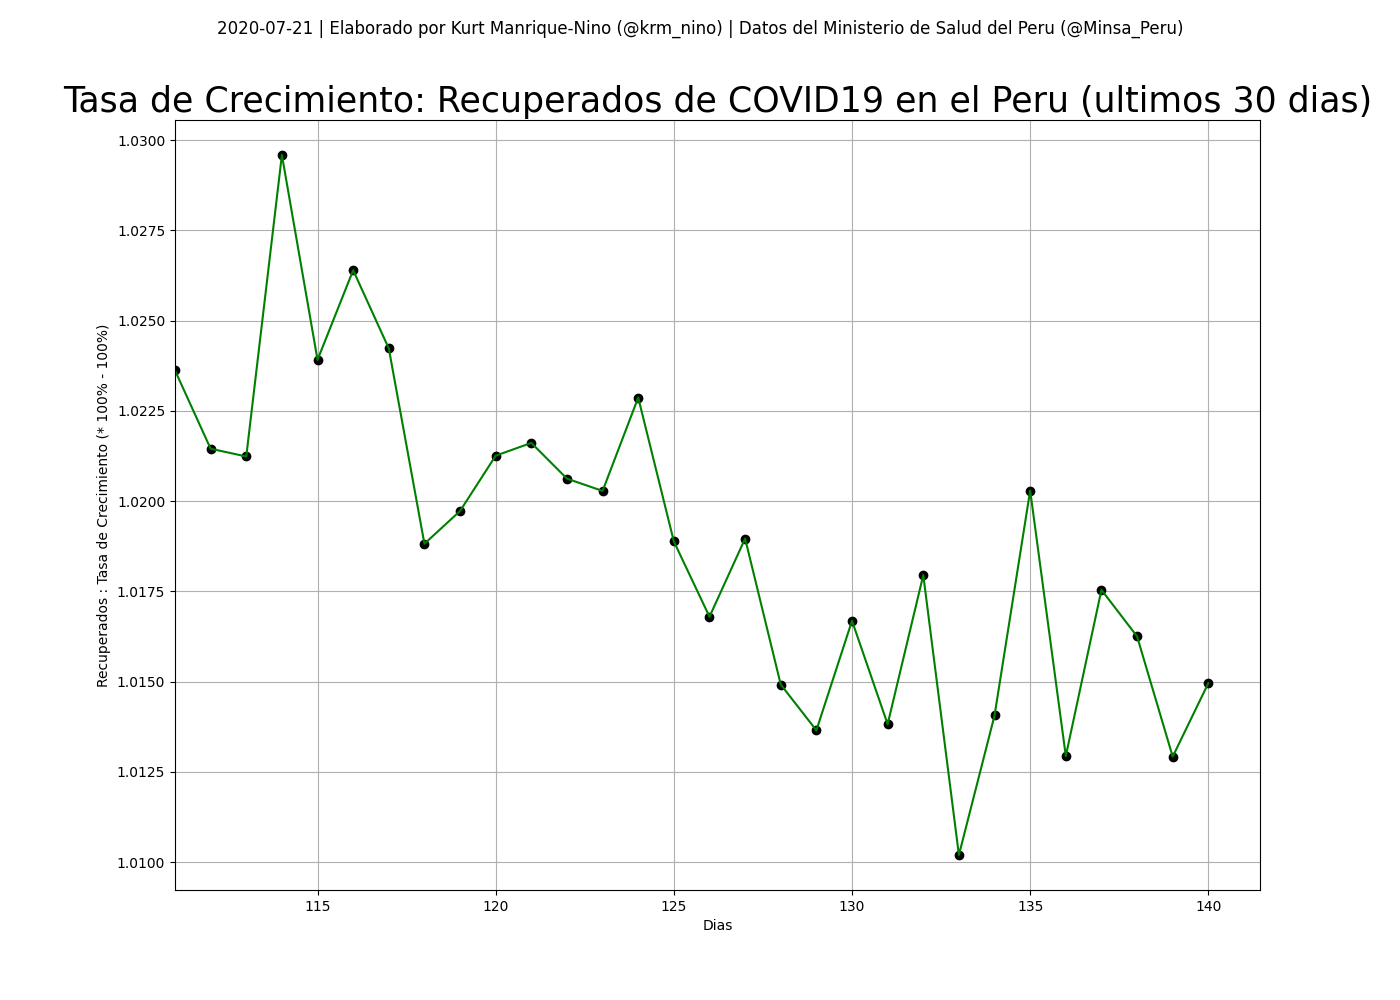 2020-07-21 | Elaborado por Kurt Manrique-Nino (@krm_nino) | Datos del Ministerio de Salud del Peru (@Minsa_Peru)
Tasa de Crecimiento: Recuperados de COVID19 en el Peru (ultimos 30 dias)
Recuperados : Tasa de Crecimiento (* 100% - 100%)
1.0300
1.0275
1.0250
1.0225
1.0200
1.0175
1.0150
1.0125
1.0100
115 120 125 130 135 140
Dias